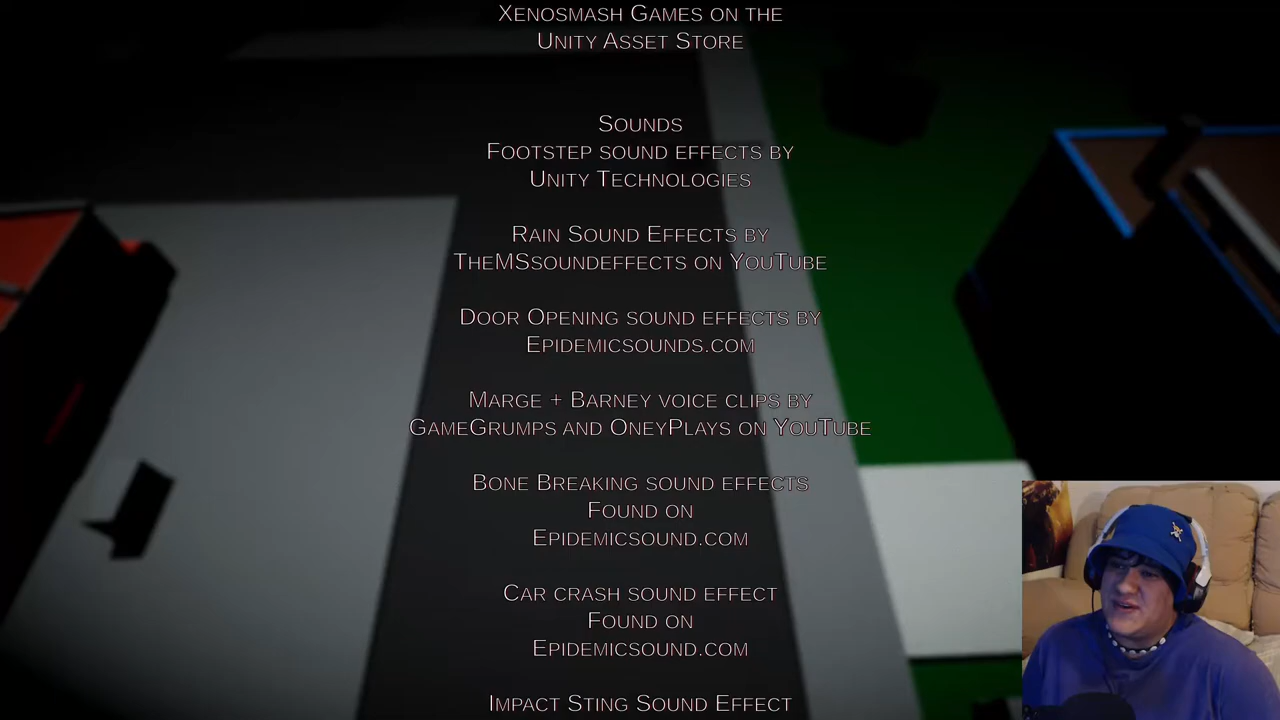 Xenosmash Games on the
Unity Asset Store
Sounds
Footstep sound effects by
Unity Technologies
Rain Sound Effects by
TheMSsoundeffects on YouTube
Door Opening sound effects by
Epidemicsounds.com
Marge + Barney voice clips by
GameGrumps and OneyPlays on YouTube
Bone Breaking sound effects
Found on
Epidemicsound.com
Car crash sound effect
Found on
Epidemicsound.com
Impact Sting Sound Effect